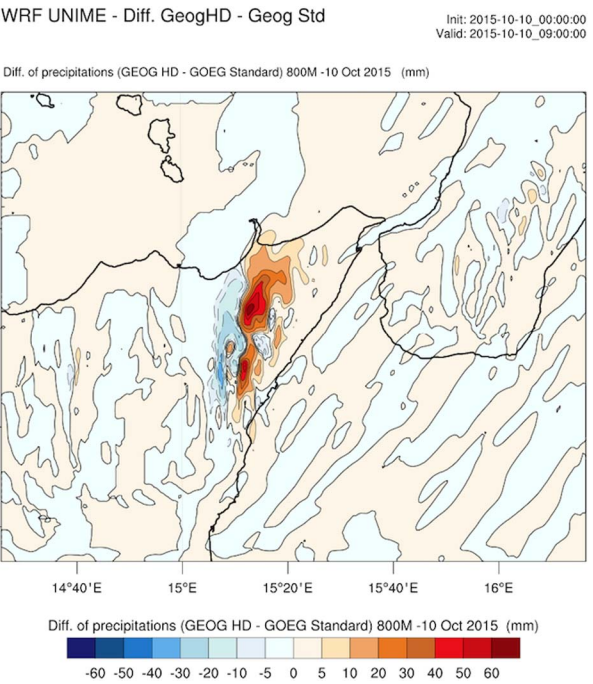 WRF UNIME - Diff. GeogHD - Geog Std
Init: 2015-10-10_00:00:00
Valid: 2015-10-10_09:00:00
Diff. of precipitations (GEOG HD - GOEG Standard) 800M -10 Oct 2015 (mm)
14°40'E 15°E 15°20'E 15°40'E 16°E
Diff. of precipitations (GEOG HD - GOEG Standard) 800M -10 Oct 2015 (mm)
-60 -50 -40 -30 -20 -10 -5 0 5 10 20 30 40 50 60